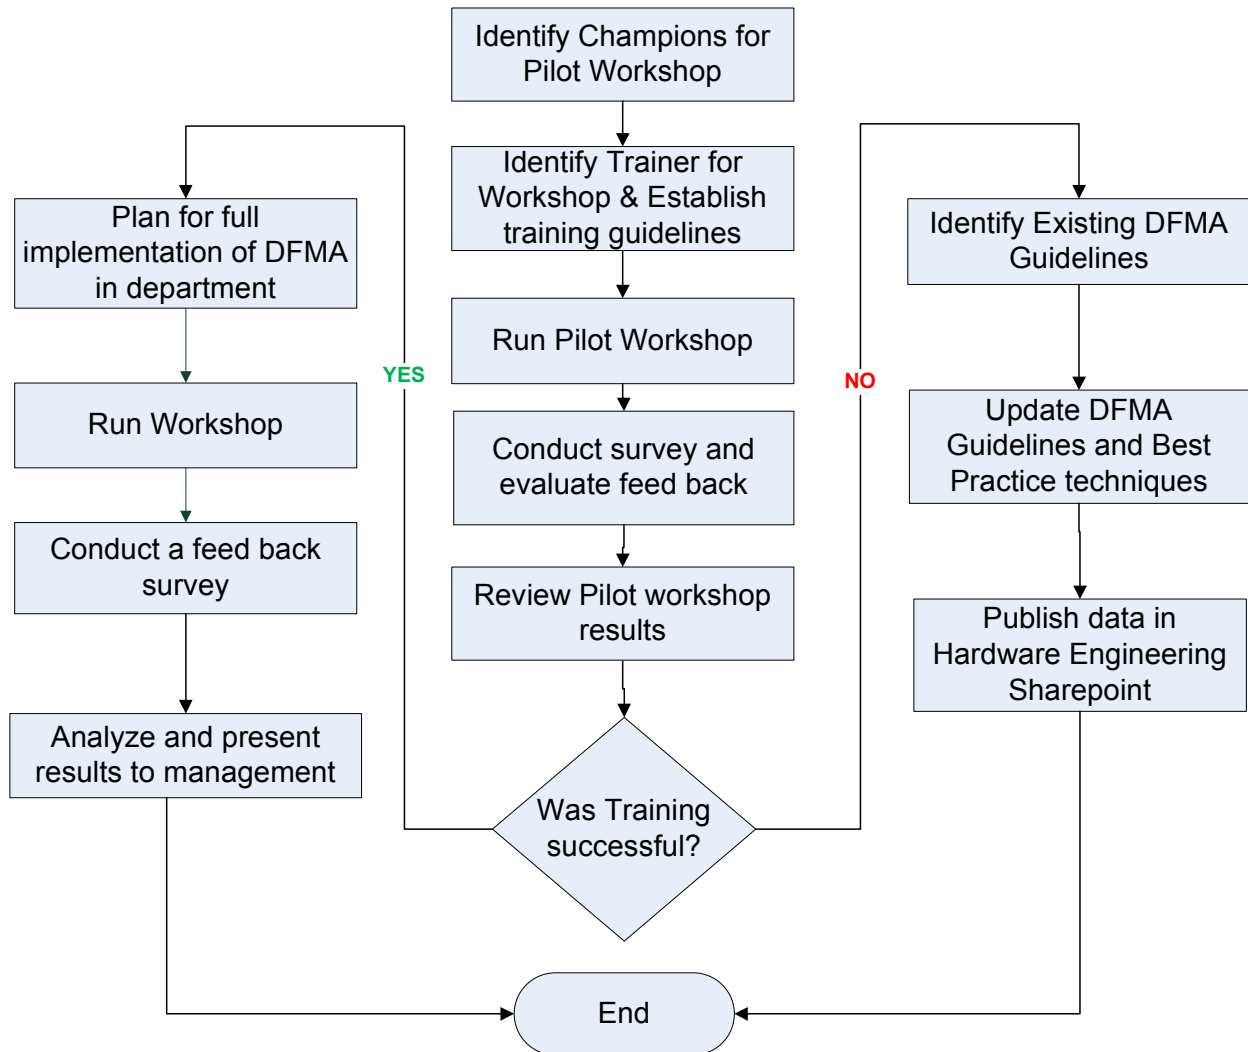 Identify Champions for
Pilot Workshop
Identify Trainer for
Workshop & Establish
training guidelines
Run Pilot Workshop
Conduct survey and
evaluate feed back
Review Pilot workshop
results
Was Training
successful?
YES
Plan for full
implementation of DFMA
in department
Run Workshop
Conduct a feed back
survey
Analyze and present
results to management
NO
Identify Existing DFMA
Guidelines
Update DFMA
Guidelines and Best
Practice techniques
Publish data in
Hardware Engineering
Sharepoint
End